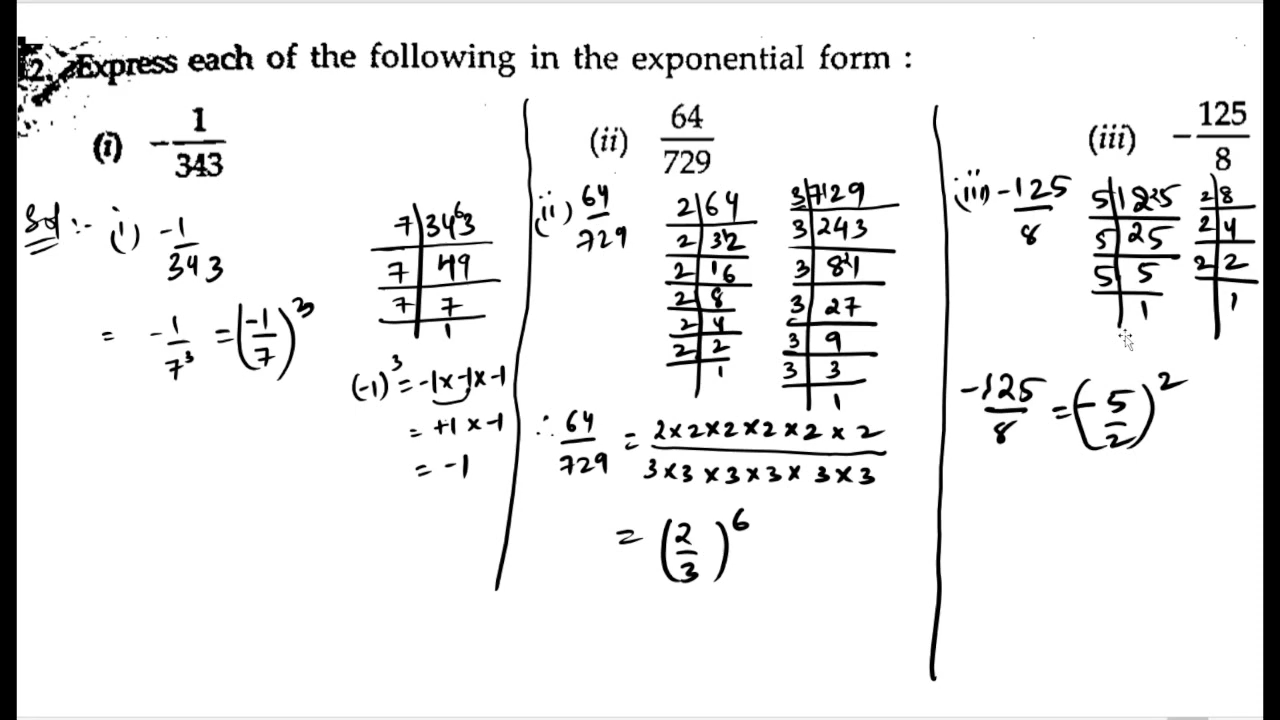 2. Express each of the following in the exponential form :
(i) -1/343
Sol :- i) -1/343
7 | 343
7 | 49
7 | 7
1
= -1/7³ = (-1/7)³
(-1)³ = -1 x -1 x -1
= +1 x -1
= -1
(ii) 64/729
(ii) 64/729
2 | 64
2 | 32
2 | 16
2 | 8
2 | 4
2 | 2
1
3 | 729
3 | 243
3 | 81
3 | 27
3 | 9
3 | 3
1
∴ 64/729 = 2 x 2 x 2 x 2 x 2 x 2 / 3 x 3 x 3 x 3 x 3 x 3
= (2/3)⁶
(iii) -125/8
(iii) -125/8
5 | 125
5 | 25
5 | 5
1
2 | 8
2 | 4
2 | 2
1
-125/8 = (-5/2)²